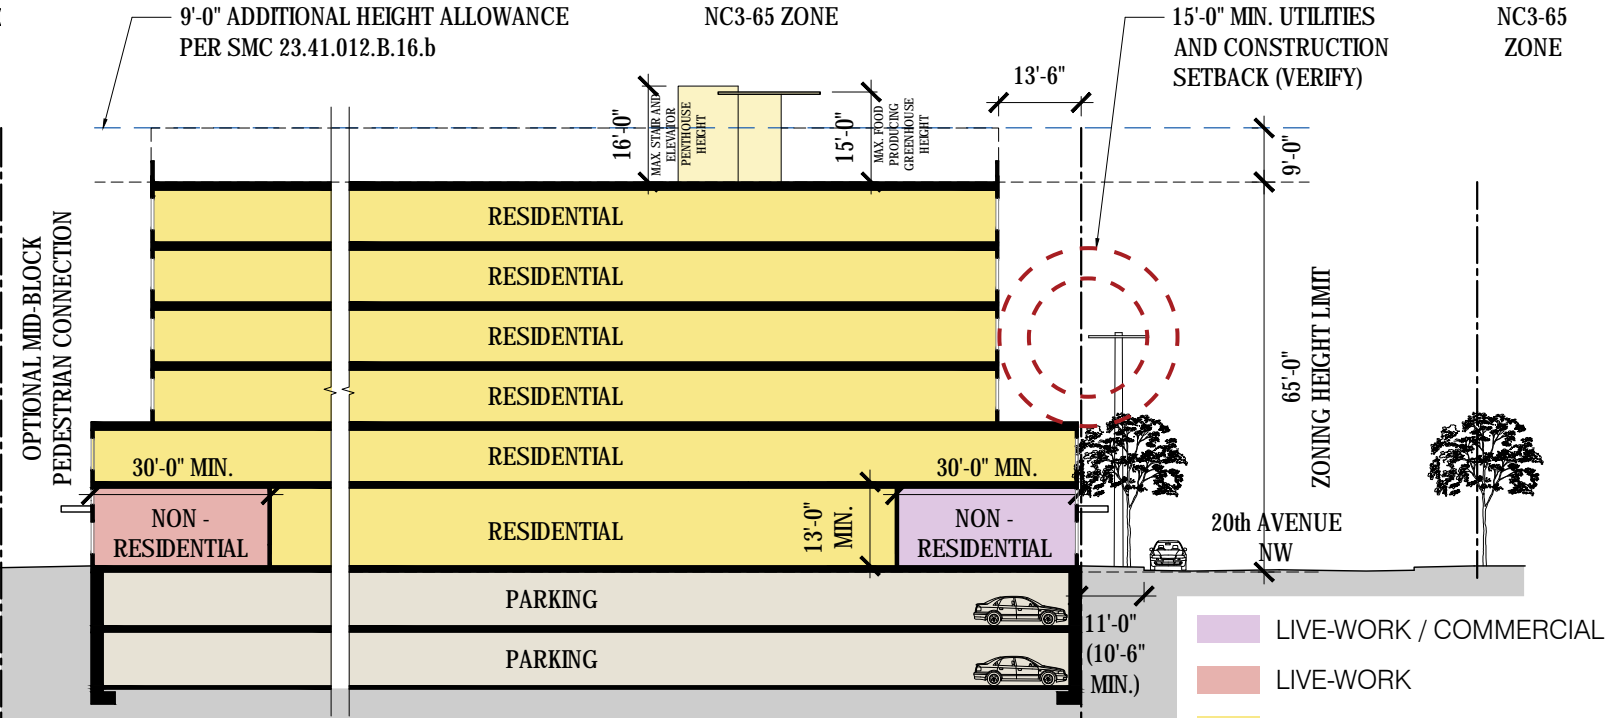 9'-0" ADDITIONAL HEIGHT ALLOWANCE
PER SMC 23.41.012.B.16.b
NC3-65 ZONE
15'-0" MIN. UTILITIES
AND CONSTRUCTION
SETBACK (VERIFY)
NC3-65
ZONE
13'-6"
16'-0"
MAX. STAIR AND
ELEVATOR
PENTHOUSE
HEIGHT
15'-0"
MAX. FOOD
PRODUCING
GREENHOUSE
HEIGHT
9'-0"
OPTIONAL MID-BLOCK
PEDESTRIAN CONNECTION
RESIDENTIAL
RESIDENTIAL
RESIDENTIAL
RESIDENTIAL
65'-0"
ZONING HEIGHT LIMIT
RESIDENTIAL
30'-0" MIN.
30'-0" MIN.
NON -
RESIDENTIAL
RESIDENTIAL
13'-0"
MIN.
NON -
RESIDENTIAL
20th AVENUE
NW
PARKING
PARKING
11'-0"
(10'-6"
MIN.)
LIVE-WORK / COMMERCIAL
LIVE-WORK